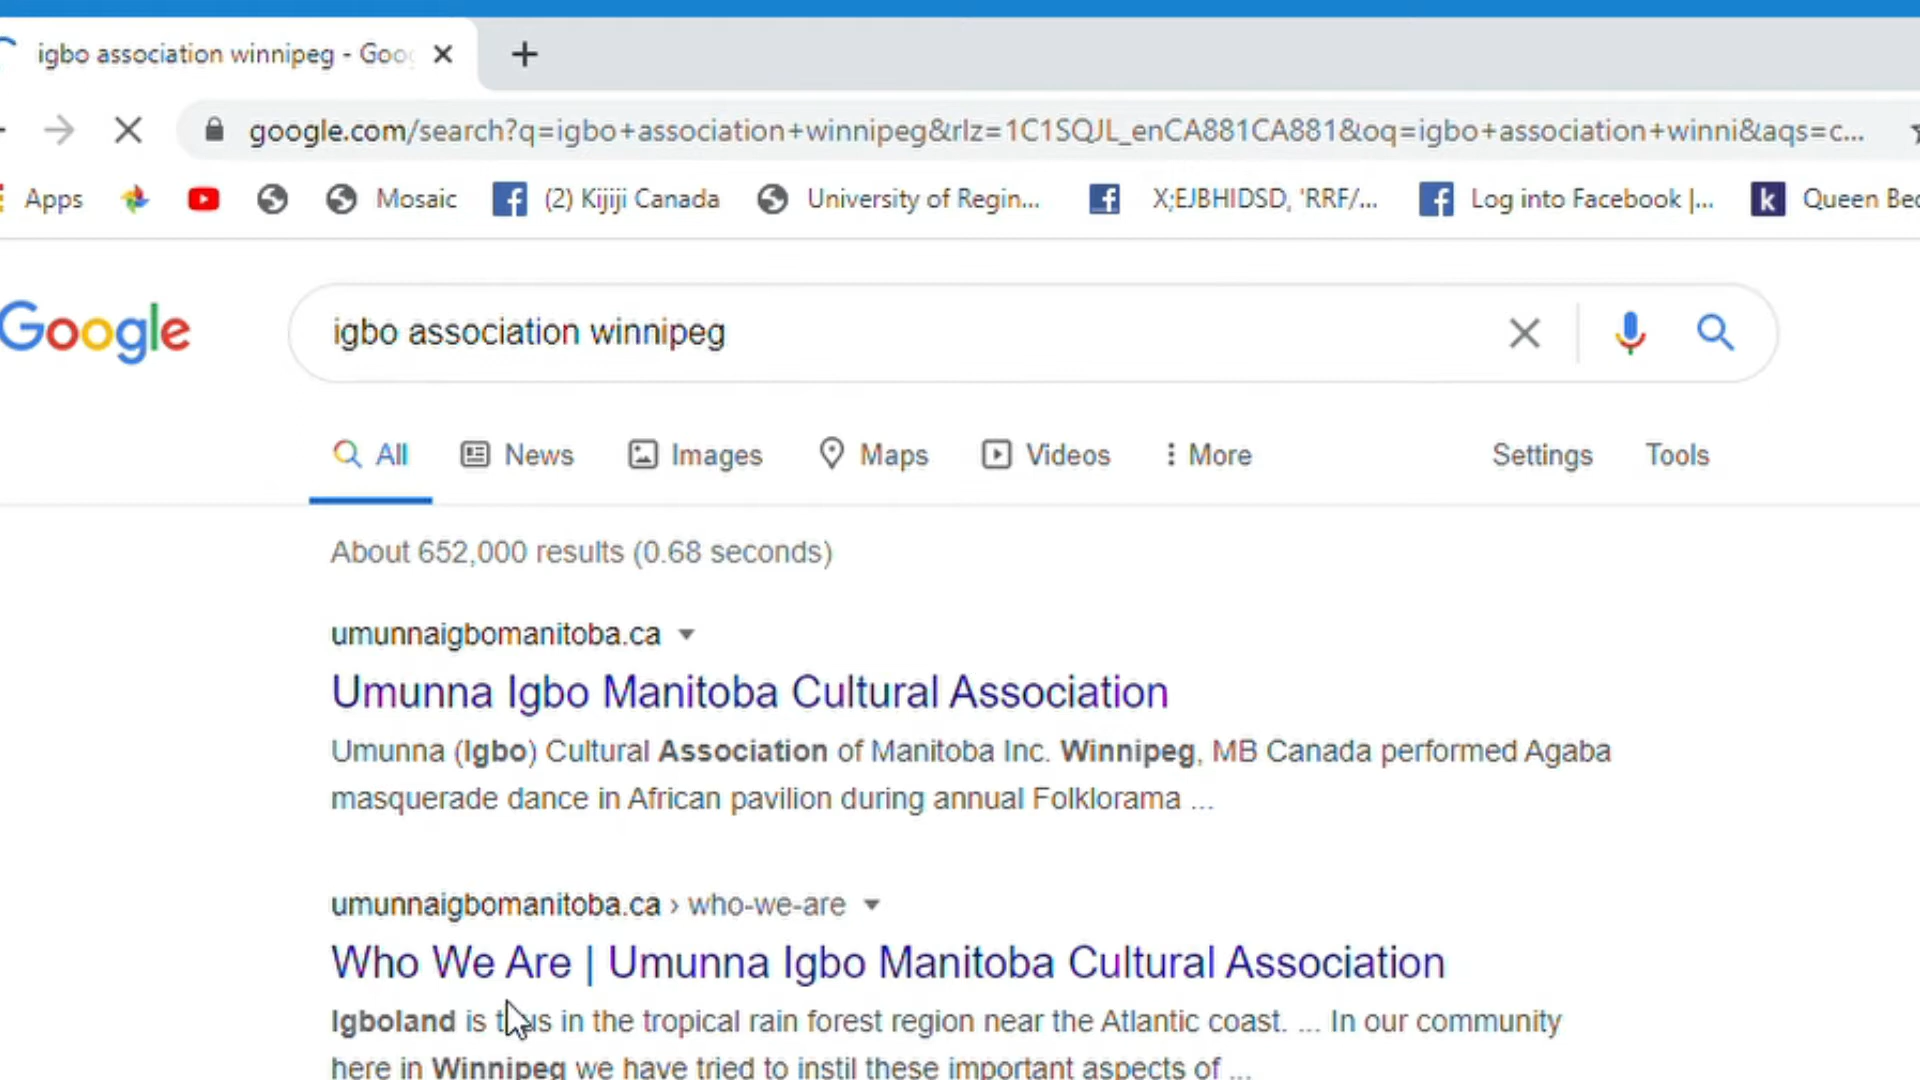 igbo association winnipeg - Goo
google.com/search?q=igbo+association+winnipeg&rlz=1C1SQJL_enCA881CA881&oq=igbo+association+winni&aqs=c...
Apps Mosaic (2) Kijiji Canada University of Regin... X;EJBHIDSD, 'RRF/... Log into Facebook |... Queen Bec
Google igbo association winnipeg
All News Images Maps Videos More Settings Tools
About 652,000 results (0.68 seconds)
umunnaigbomanitoba.ca
Umunna Igbo Manitoba Cultural Association
Umunna (Igbo) Cultural Association of Manitoba Inc. Winnipeg, MB Canada performed Agaba
masquerade dance in African pavilion during annual Folklorama ...
umunnaigbomanitoba.ca › who-we-are
Who We Are | Umunna Igbo Manitoba Cultural Association
Igboland is thus in the tropical rain forest region near the Atlantic coast. ... In our community
here in Winnipeg we have tried to instil these important aspects of ...